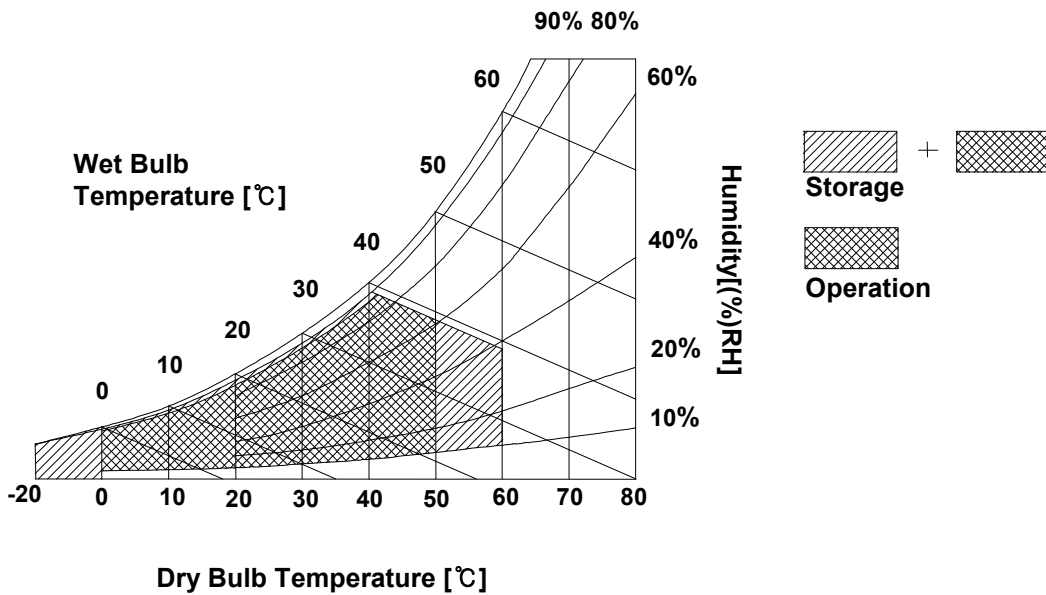 90% 80%
60
60%
Wet Bulb
Temperature [℃]
50
40
40%
30
20
20%
10
10%
0
Humidity[(%)RH]
-20 0 10 20 30 40 50 60 70 80
Dry Bulb Temperature [℃]
+
Storage
Operation